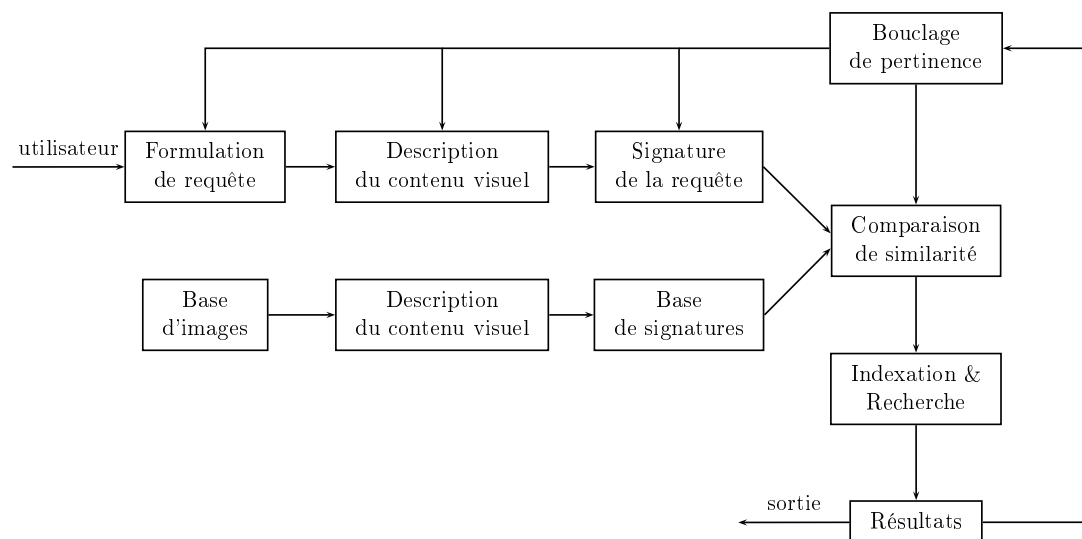 Bouclage
de pertinence
utilisateur
Formulation
de requête
Description
du contenu visuel
Signature
de la requête
Comparaison
de similarité
Base
d'images
Description
du contenu visuel
Base
de signatures
Indexation &
Recherche
sortie
Résultats